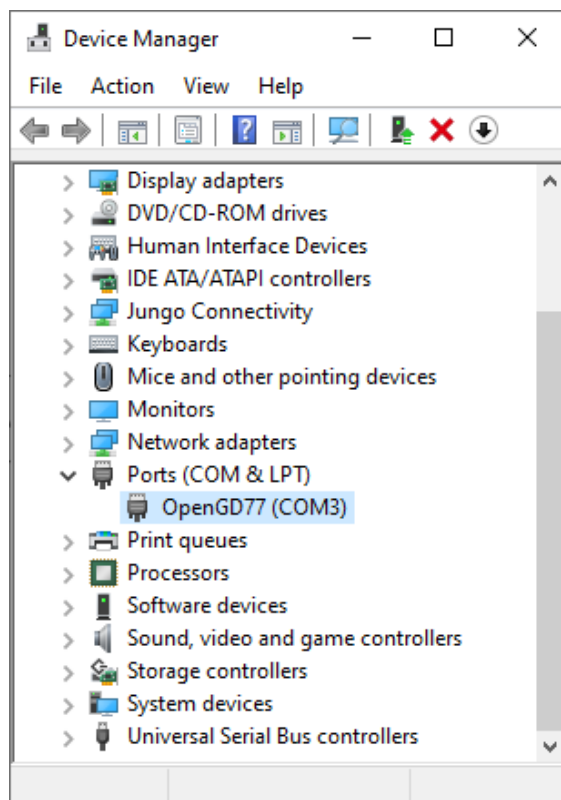 Device Manager
File Action View Help
Display adapters
DVD/CD-ROM drives
Human Interface Devices
IDE ATA/ATAPI controllers
Jungo Connectivity
Keyboards
Mice and other pointing devices
Monitors
Network adapters
Ports (COM & LPT)
OpenGD77 (COM3)
Print queues
Processors
Software devices
Sound, video and game controllers
Storage controllers
System devices
Universal Serial Bus controllers